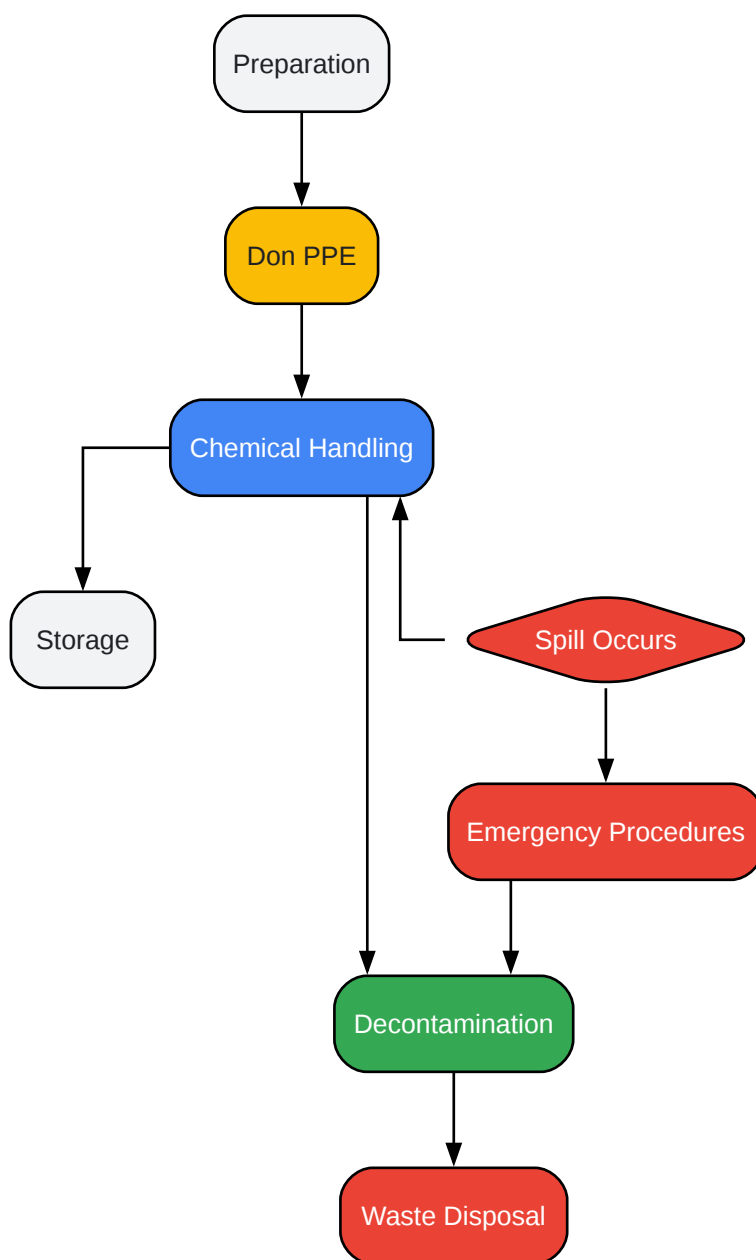 Preparation
Don PPE
Chemical Handling
Storage
Spill Occurs
Emergency Procedures
Decontamination
Waste Disposal